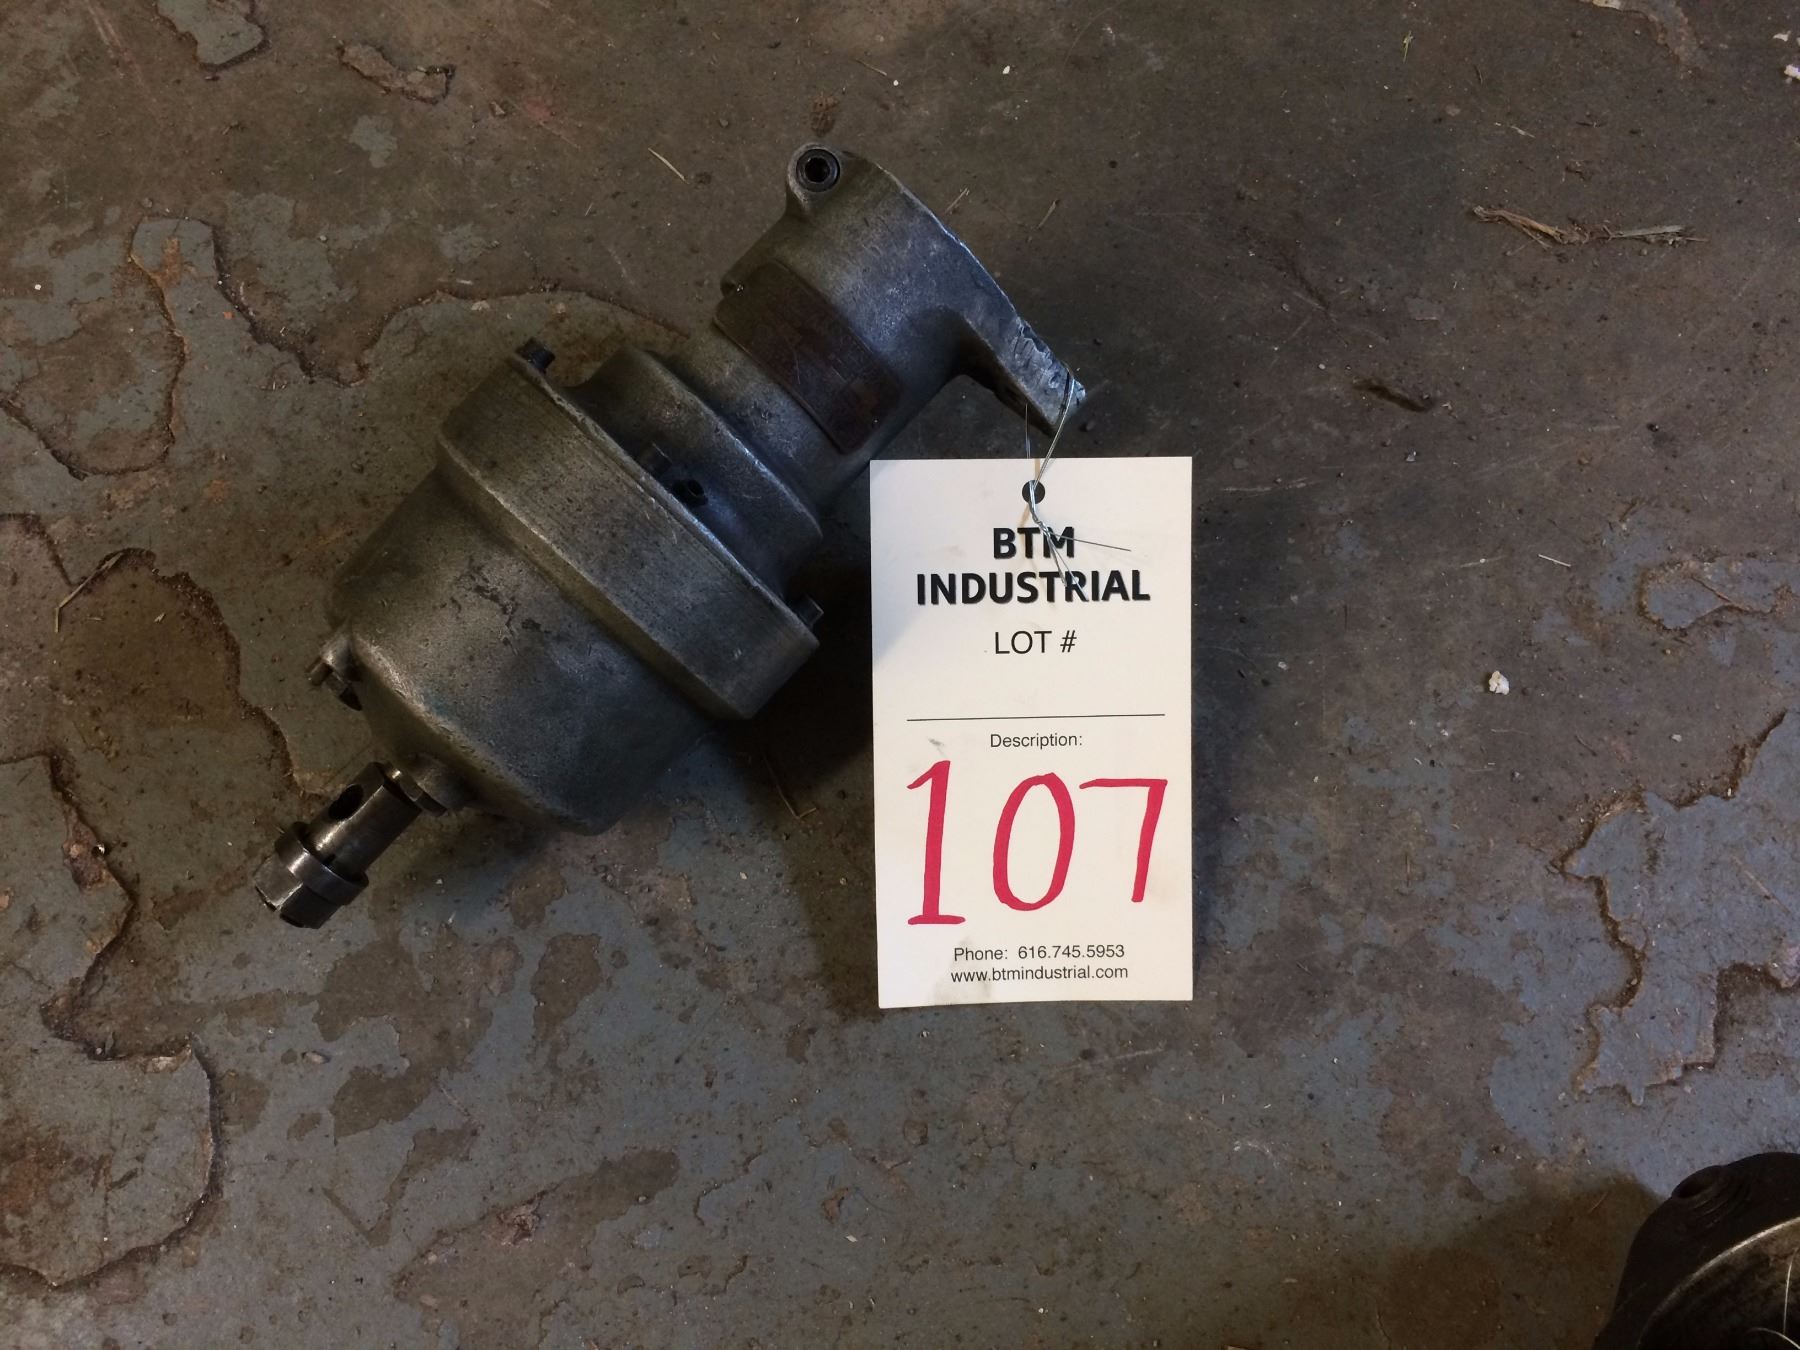 BTM
INDUSTRIAL
LOT #
Description:
107
Phone: 616.745.5953
www.btmindustrial.com